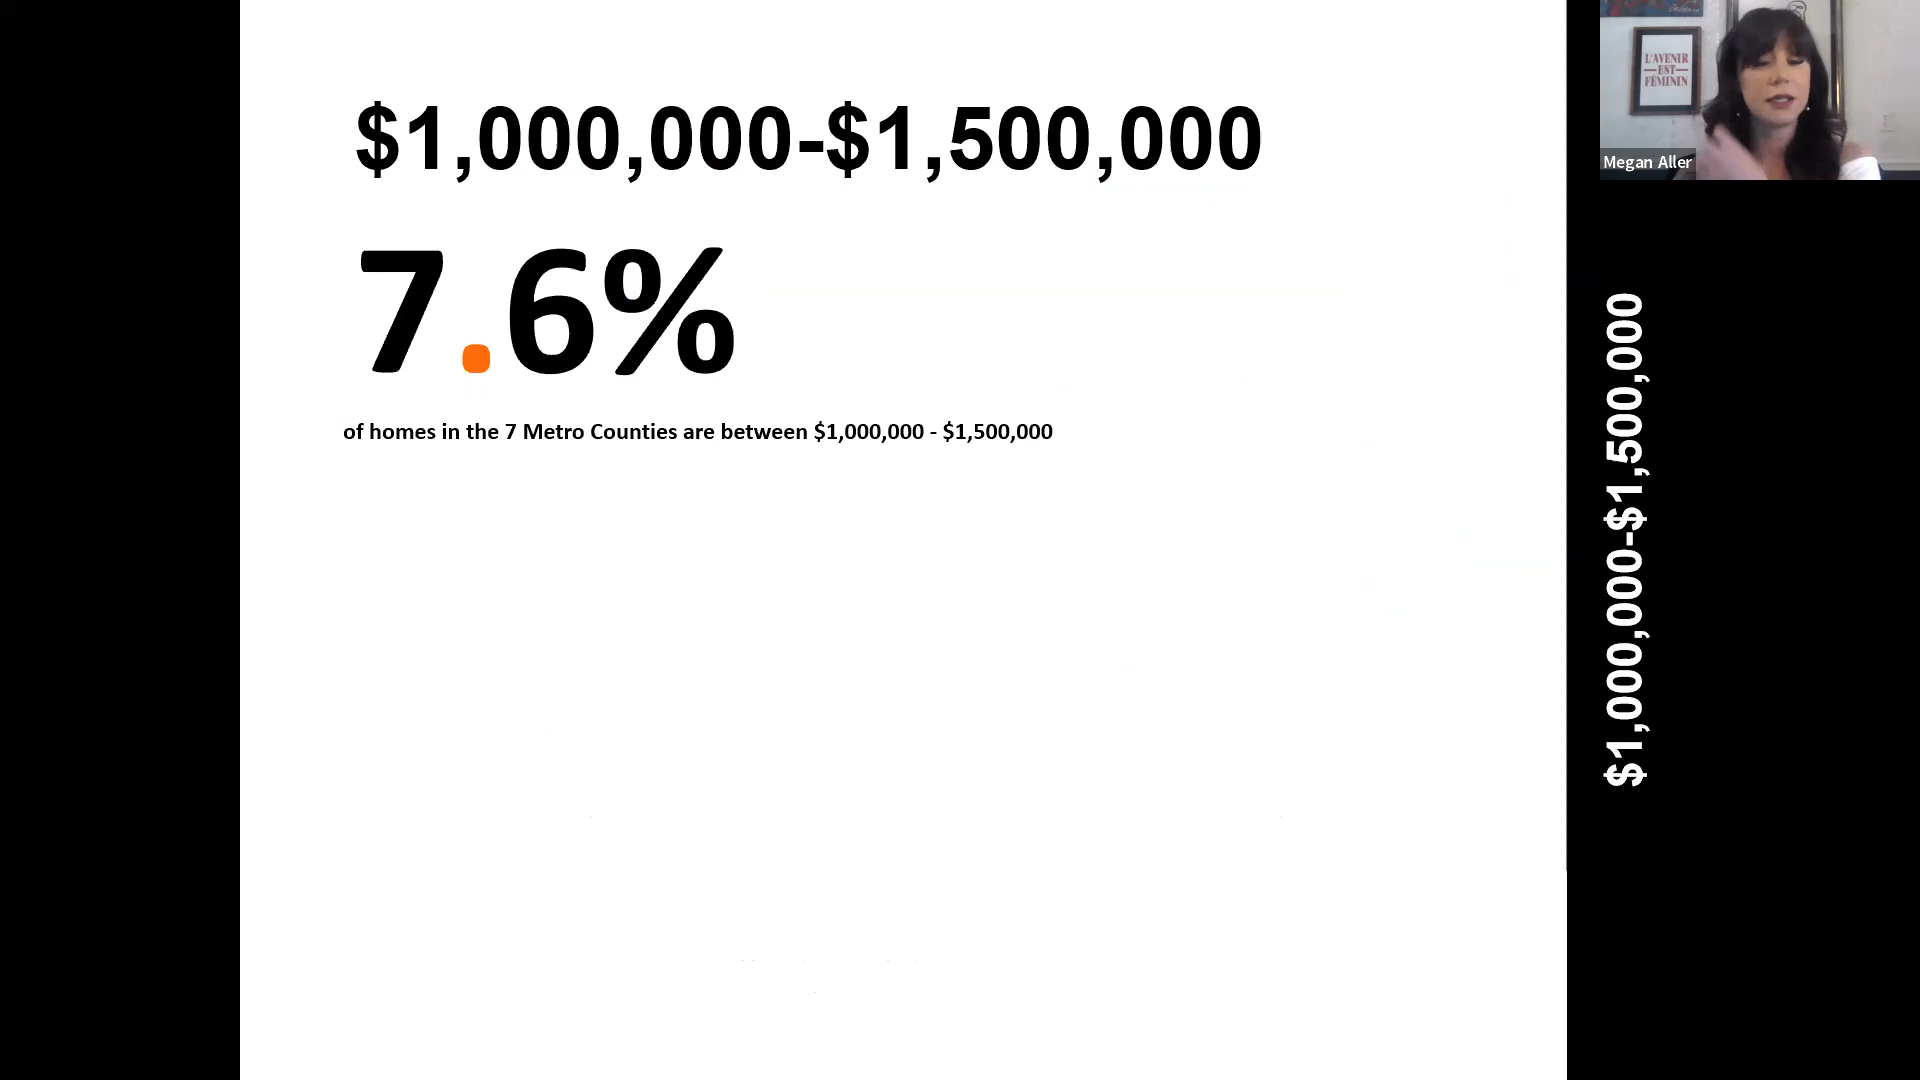 $1,000,000-$1,500,000
7.6%
of homes in the 7 Metro Counties are between $1,000,000 - $1,500,000
L'AVENIR
EST
FÉMININ
Megan Aller
$1,000,000-$1,500,000